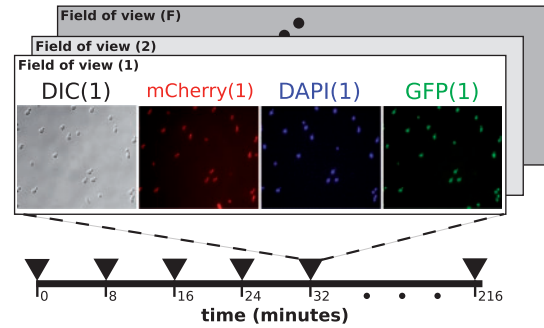 Field of view (F)
Field of view (2)
Field of view (1)
DIC(1) mCherry(1) DAPI(1) GFP(1)
0 8 16 24 32 216
time (minutes)